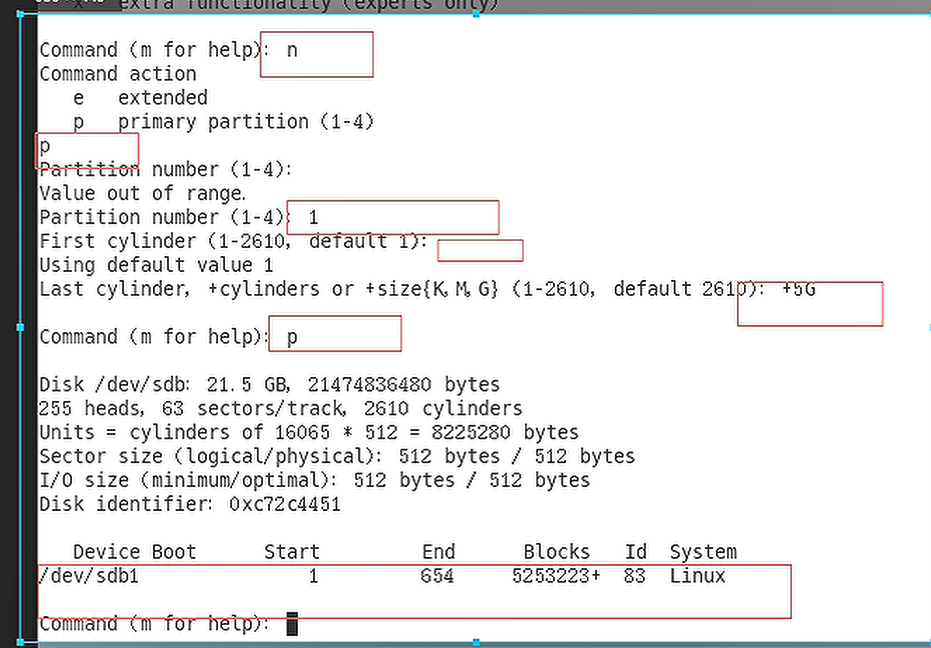 extra functionality (experts only)
Command (m for help): n
Command action
e   extended
p   primary partition (1-4)
p
Partition number (1-4):
Value out of range.
Partition number (1-4): 1
First cylinder (1-2610, default 1):
Using default value 1
Last cylinder, +cylinders or +size{K,M,G} (1-2610, default 2610): +5G
Command (m for help): p
Disk /dev/sdb: 21.5 GB, 21474836480 bytes
255 heads, 63 sectors/track, 2610 cylinders
Units = cylinders of 16065 * 512 = 8225280 bytes
Sector size (logical/physical): 512 bytes / 512 bytes
I/O size (minimum/optimal): 512 bytes / 512 bytes
Disk identifier: 0xc72c4451
Device Boot      Start         End      Blocks   Id  System
/dev/sdb1               1         654     5253223+  83  Linux
Command (m for help):